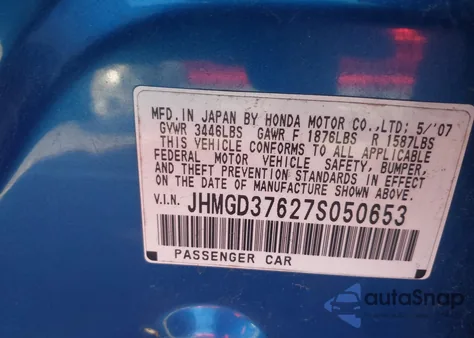 MFD. IN JAPAN BY HONDA MOTOR CO.,LTD; 5/'07
GVWR 3446LBS GAWR F 1876LBS R 1587LBS
THIS VEHICLE CONFORMS TO ALL APPLICABLE
FEDERAL MOTOR VEHICLE SAFETY, BUMPER,
AND THEFT PREVENTION STANDARDS IN EFFECT
ON THE DATE OF MANUFACTURE SHOWN ABOVE.
V.I.N. JHMGD37627S050653
PASSENGER CAR
autoSnap